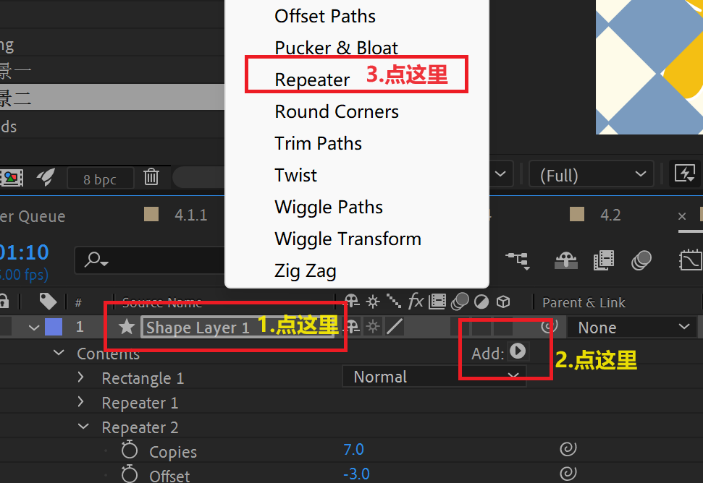 Offset Paths
Pucker & Bloat
Repeater 3.点这里
Round Corners
Trim Paths
Twist
Wiggle Paths
Wiggle Transform
Zig Zag
ng
景一
景二
ds
8 bpc
(Full)
er Queue
4.1.1
4.2
×
01:10
.00 fps)
# Source Name fx Parent & Link
1 Shape Layer 1 1.点这里 None
Contents Add: 2.点这里
Rectangle 1 Normal
Repeater 1
Repeater 2
Copies 7.0
Offset -3.0